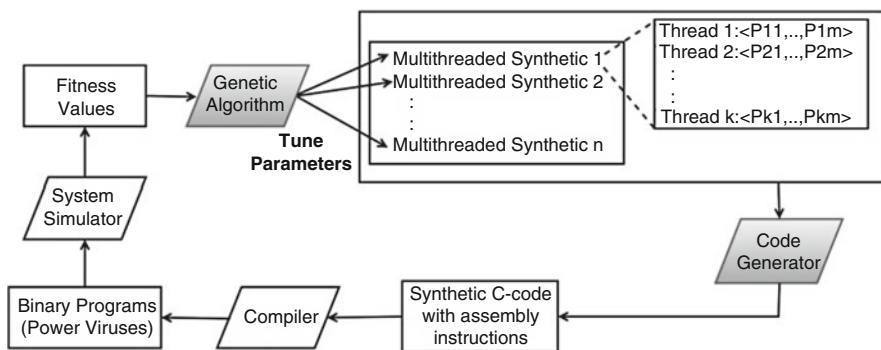 Fitness
Values
Genetic
Algorithm
Tune
Parameters
Multithreaded Synthetic 1
Multithreaded Synthetic 2
:
:
Multithreaded Synthetic n
Thread 1:<P11,..,P1m>
Thread 2:<P21,..,P2m>
:
:
Thread k:<Pk1,..,Pkm>
System
Simulator
Code
Generator
Binary Programs
(Power Viruses)
Compiler
Synthetic C-code
with assembly
instructions